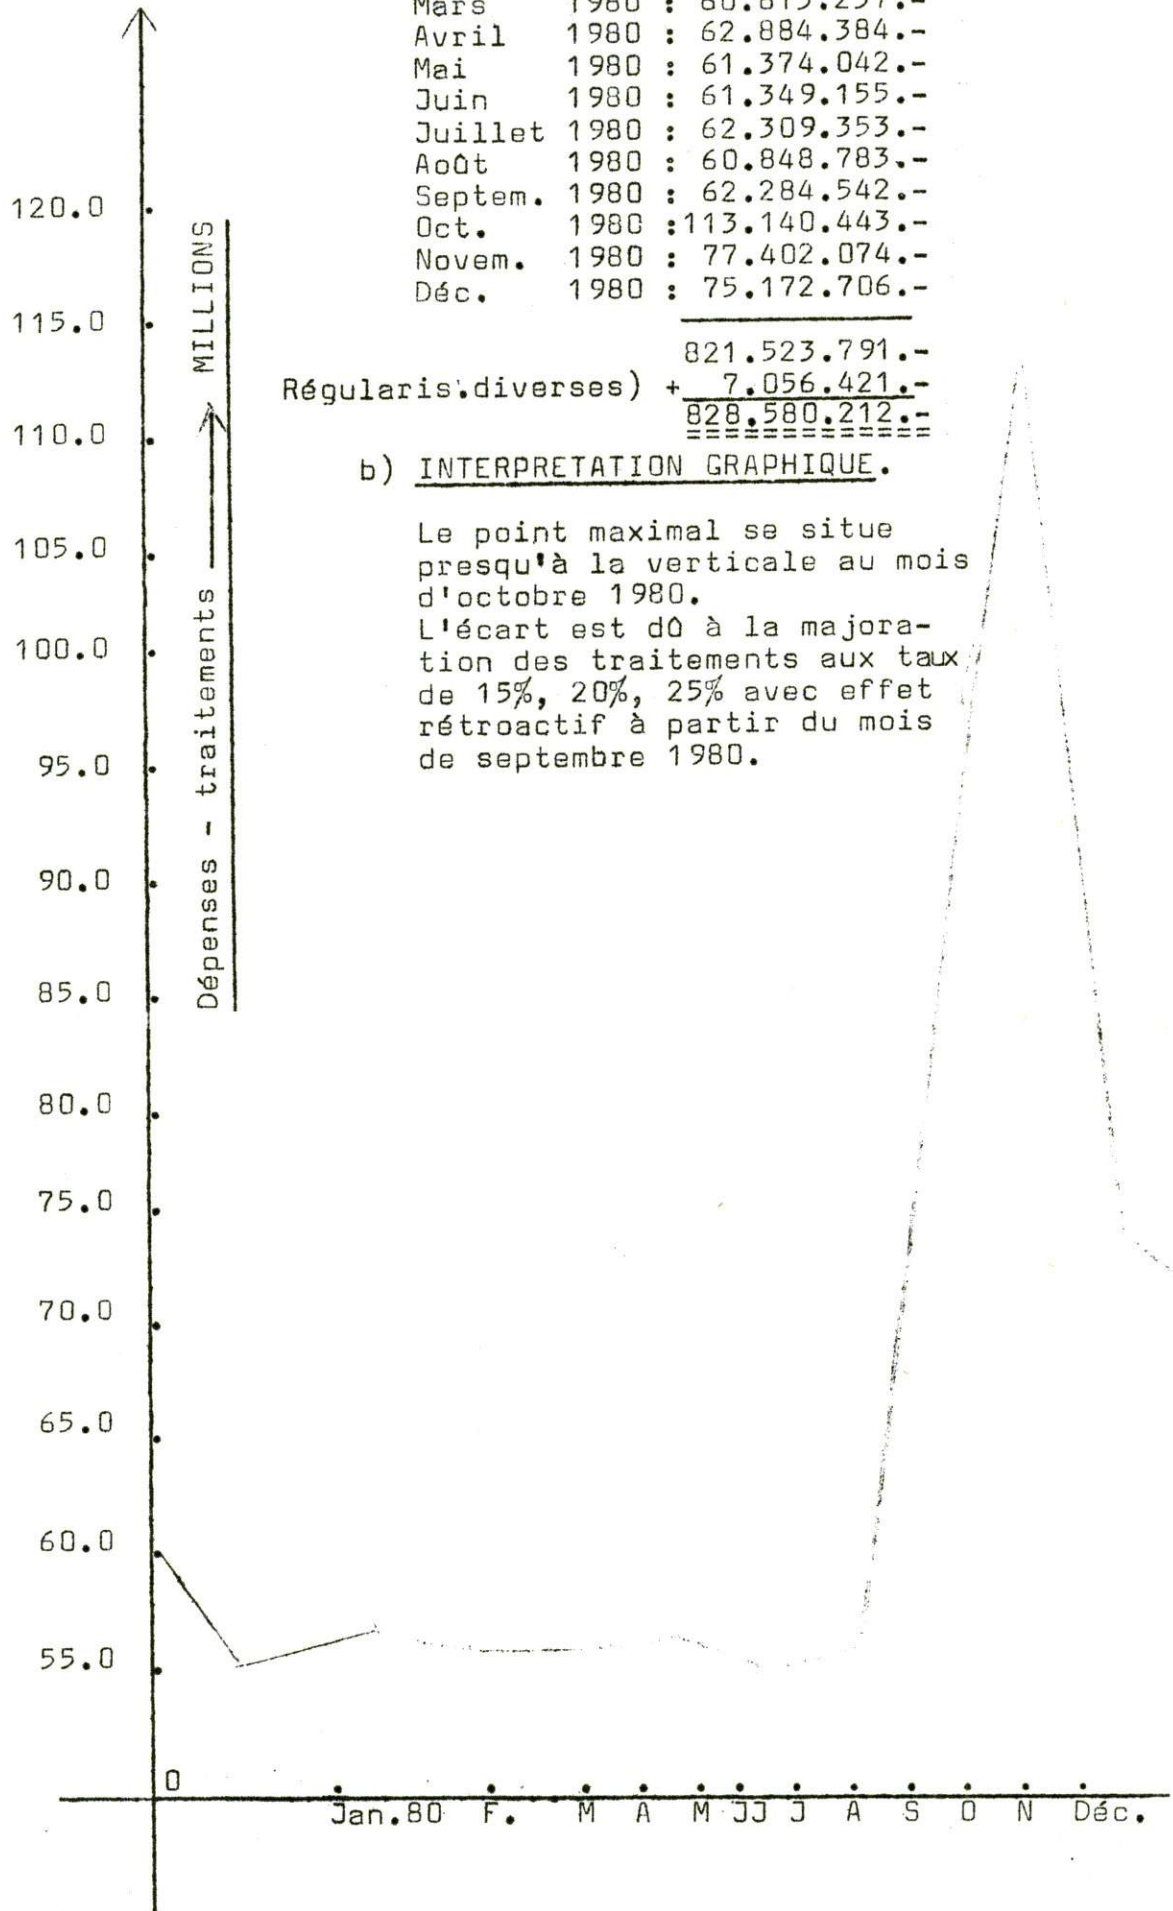 Mars 1980 :
Avril 1980 : 62.884.384.-
Mai 1980 : 61.374.042.-
Juin 1980 : 61.349.155.-
Juillet 1980 : 62.309.353.-
Août 1980 : 60.848.783.-
Septem. 1980 : 62.284.542.-
Oct. 1980 :113.140.443.-
Novem. 1980 : 77.402.074.-
Déc. 1980 : 75.172.706.-
821.523.791.-
Régularis.diverses) + 7.056.421.-
828.580.212.-
==============
b) INTERPRETATION GRAPHIQUE.
Le point maximal se situe
presqu'à la verticale au mois
d'octobre 1980.
L'écart est dû à la majora-
tion des traitements aux taux
de 15%, 20%, 25% avec effet
rétroactif à partir du mois
de septembre 1980.
Dépenses - traitements MILLIONS
120.0
115.0
110.0
105.0
100.0
95.0
90.0
85.0
80.0
75.0
70.0
65.0
60.0
55.0
0
Jan.80 F. M A M JJ J A S O N Déc.